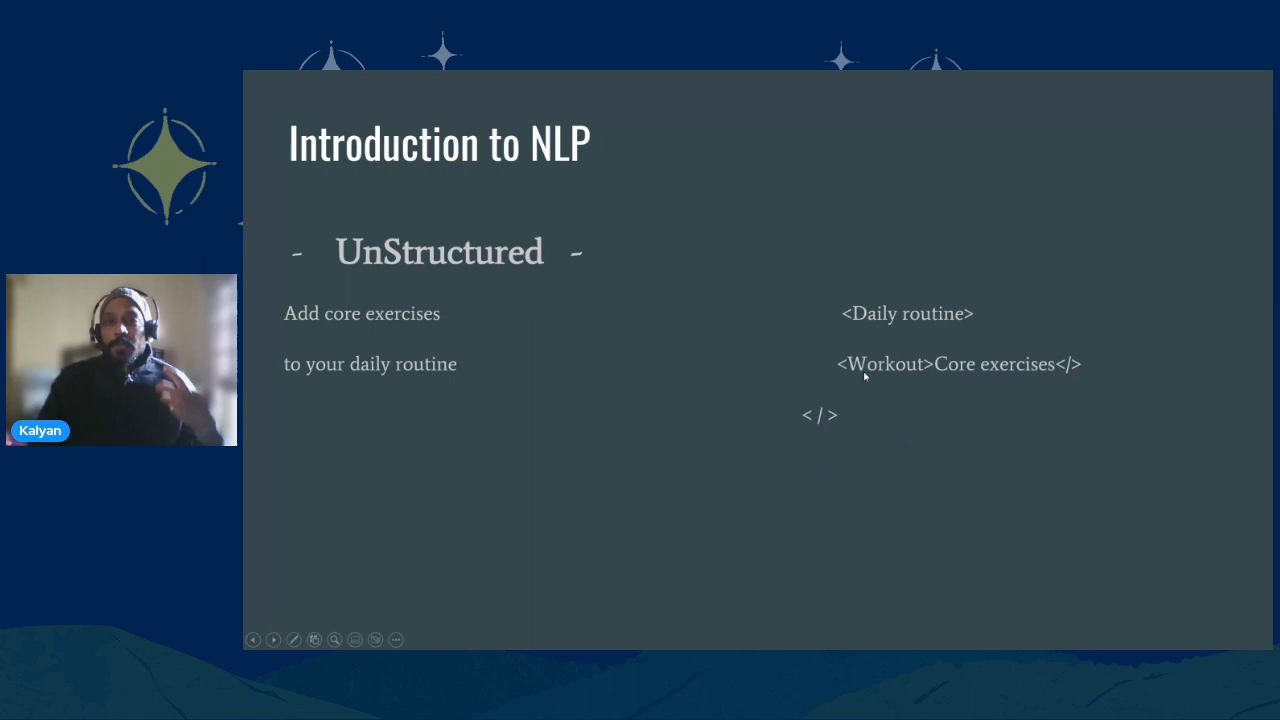 Introduction to NLP
- UnStructured -
Add core exercises
to your daily routine
<Daily routine>
<Workout>Core exercises</>
< / >
Kalyan